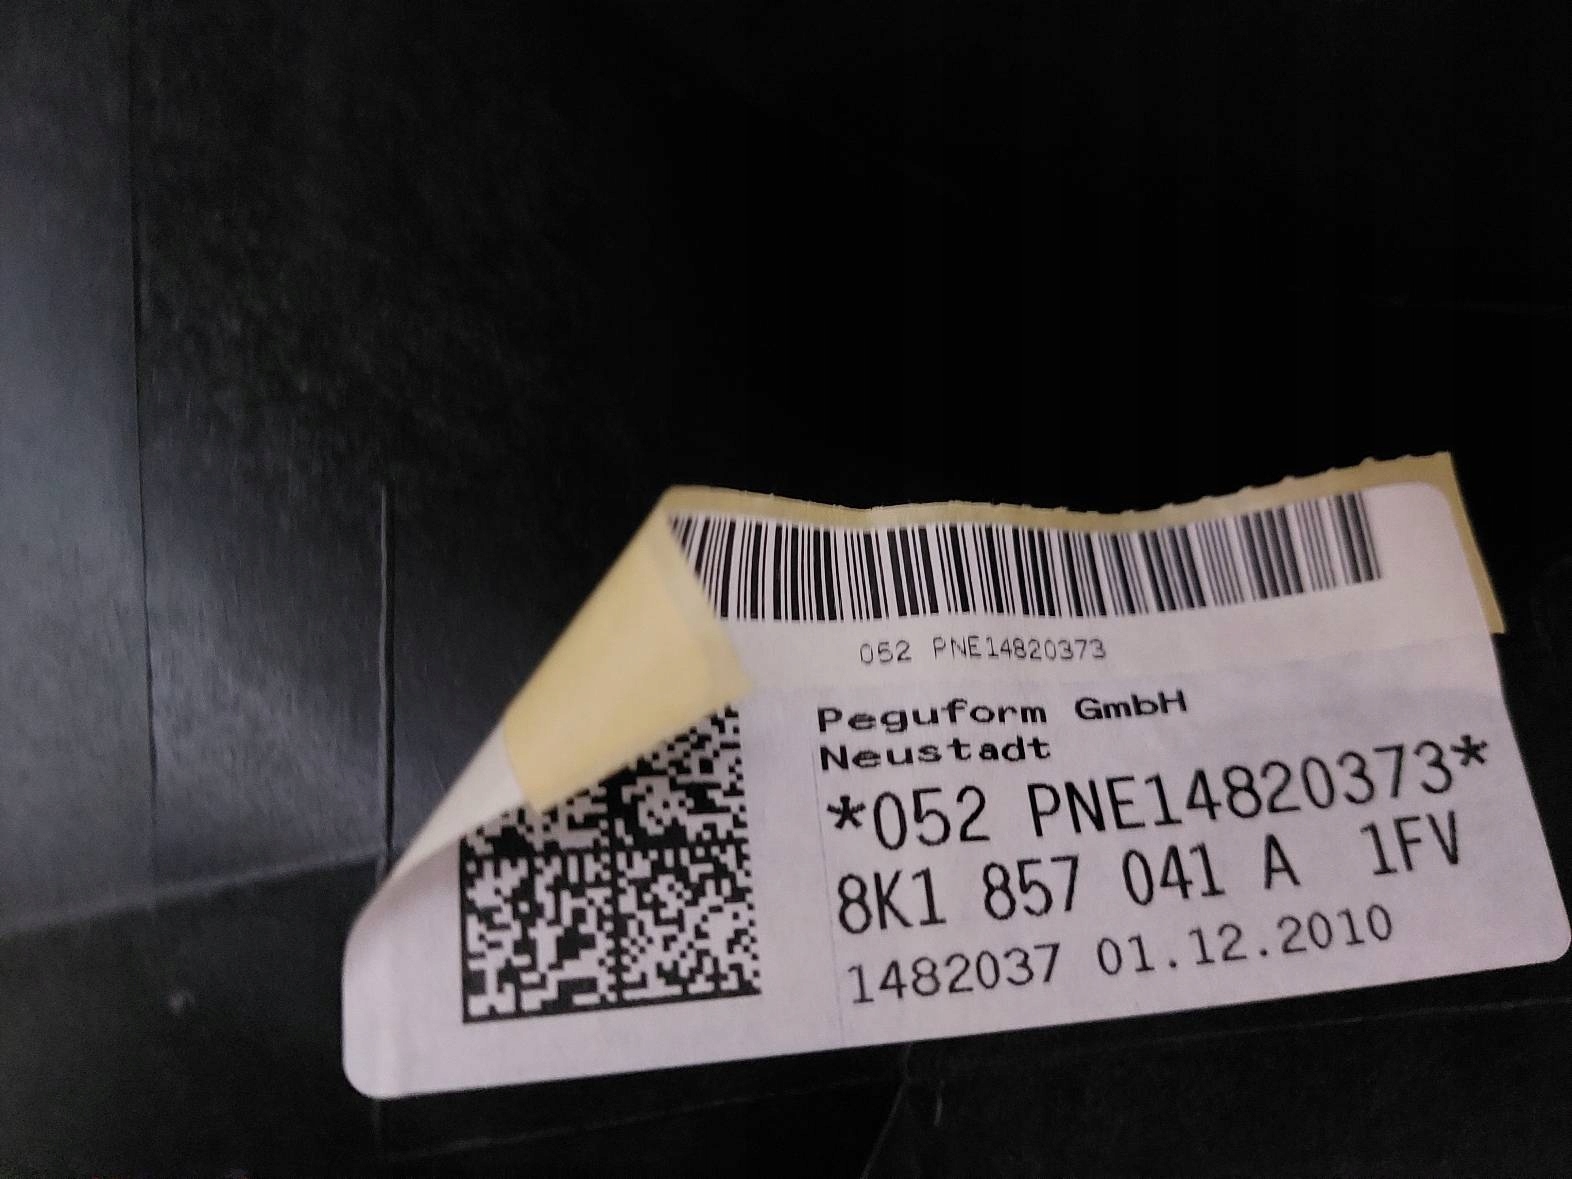 052 PNE14820373
Peguform GmbH
Neustadt
*052 PNE14820373*
8K1 857 041 A 1FV
1482037 01.12.2010